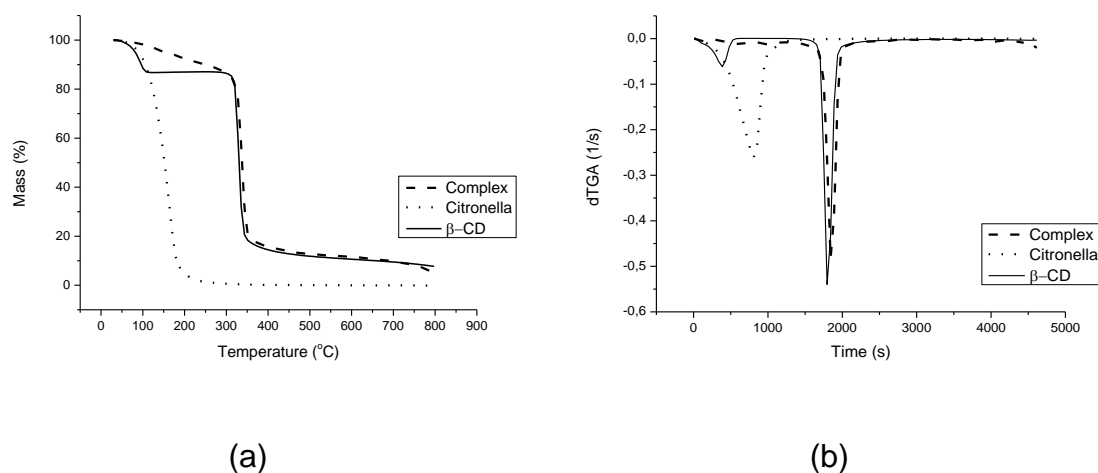 100
80
60
40
20
0
Mass (%)
0 100 200 300 400 500 600 700 800 900
Temperature (°C)
Complex
Citronella
β−CD
(a)
0,0
-0,1
-0,2
-0,3
-0,4
-0,5
-0,6
dTGA (1/s)
0 1000 2000 3000 4000 5000
Time (s)
Complex
Citronella
β−CD
(b)